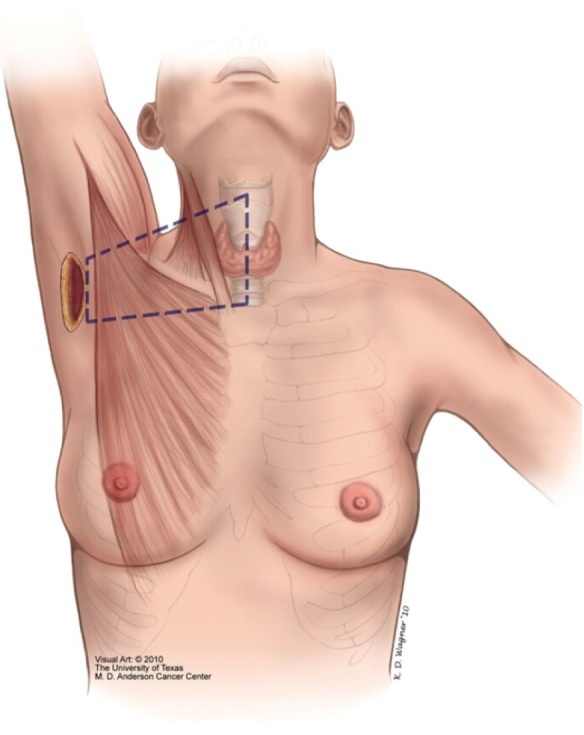 Visual Art: © 2010
The University of Texas
M. D. Anderson Cancer Center
K. D. Wagner '10